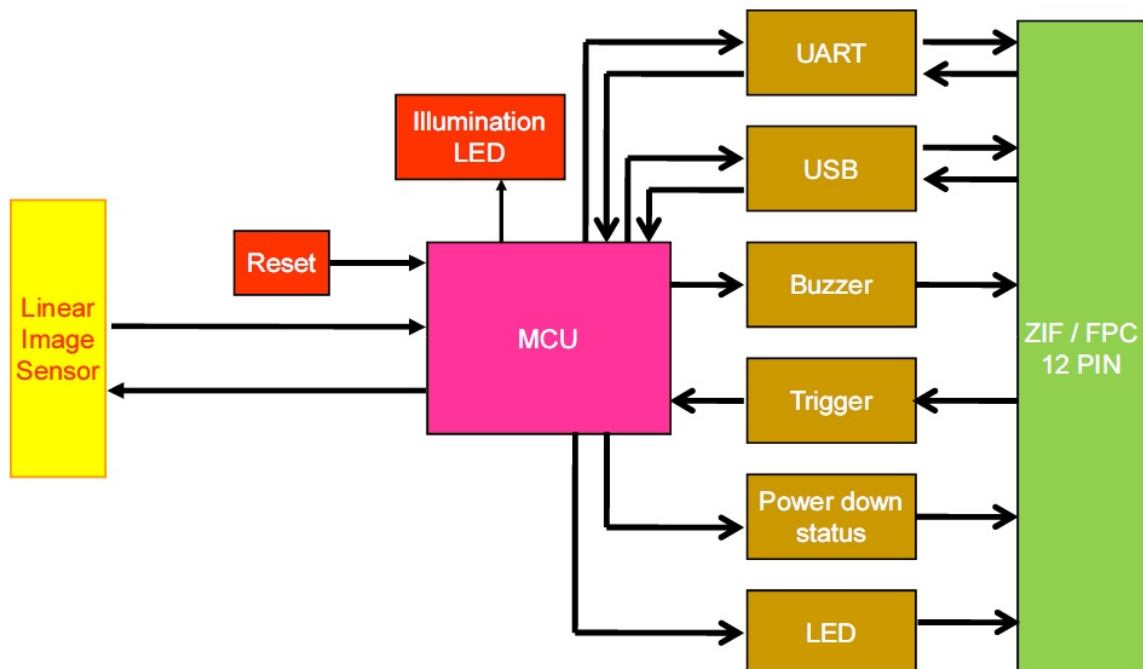 UART
Illumination
LED
USB
Reset
Buzzer
Linear
Image
Sensor
MCU
ZIF / FPC
12 PIN
Trigger
Power down
status
LED